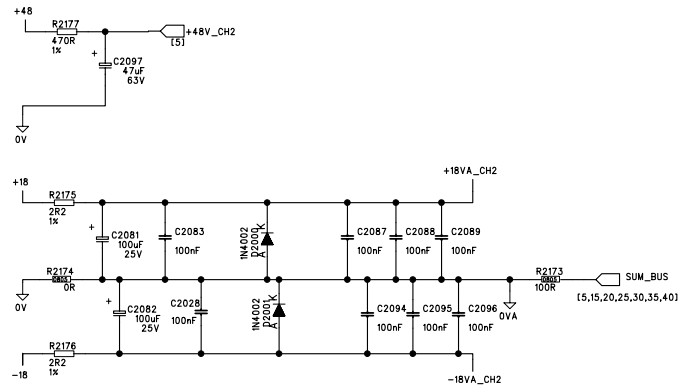 +48
R2177
470R
1%
+48V_CH2
[5]
+
C2097
47uF
63V
0V
+18
R2175
2R2
1%
+18VA_CH2
+
C2081
100uF
25V
C2083
100nF
1N4002
D2000
A
K
C2087
100nF
C2088
100nF
C2089
100nF
R2174
0R
0V
R2173
100R
SUM_BUS
[5,15,20,25,30,35,40]
0VA
+
C2082
100uF
25V
C2028
100nF
1N4002
D2001
A
K
C2094
100nF
C2095
100nF
C2096
100nF
-18
R2176
2R2
1%
-18VA_CH2